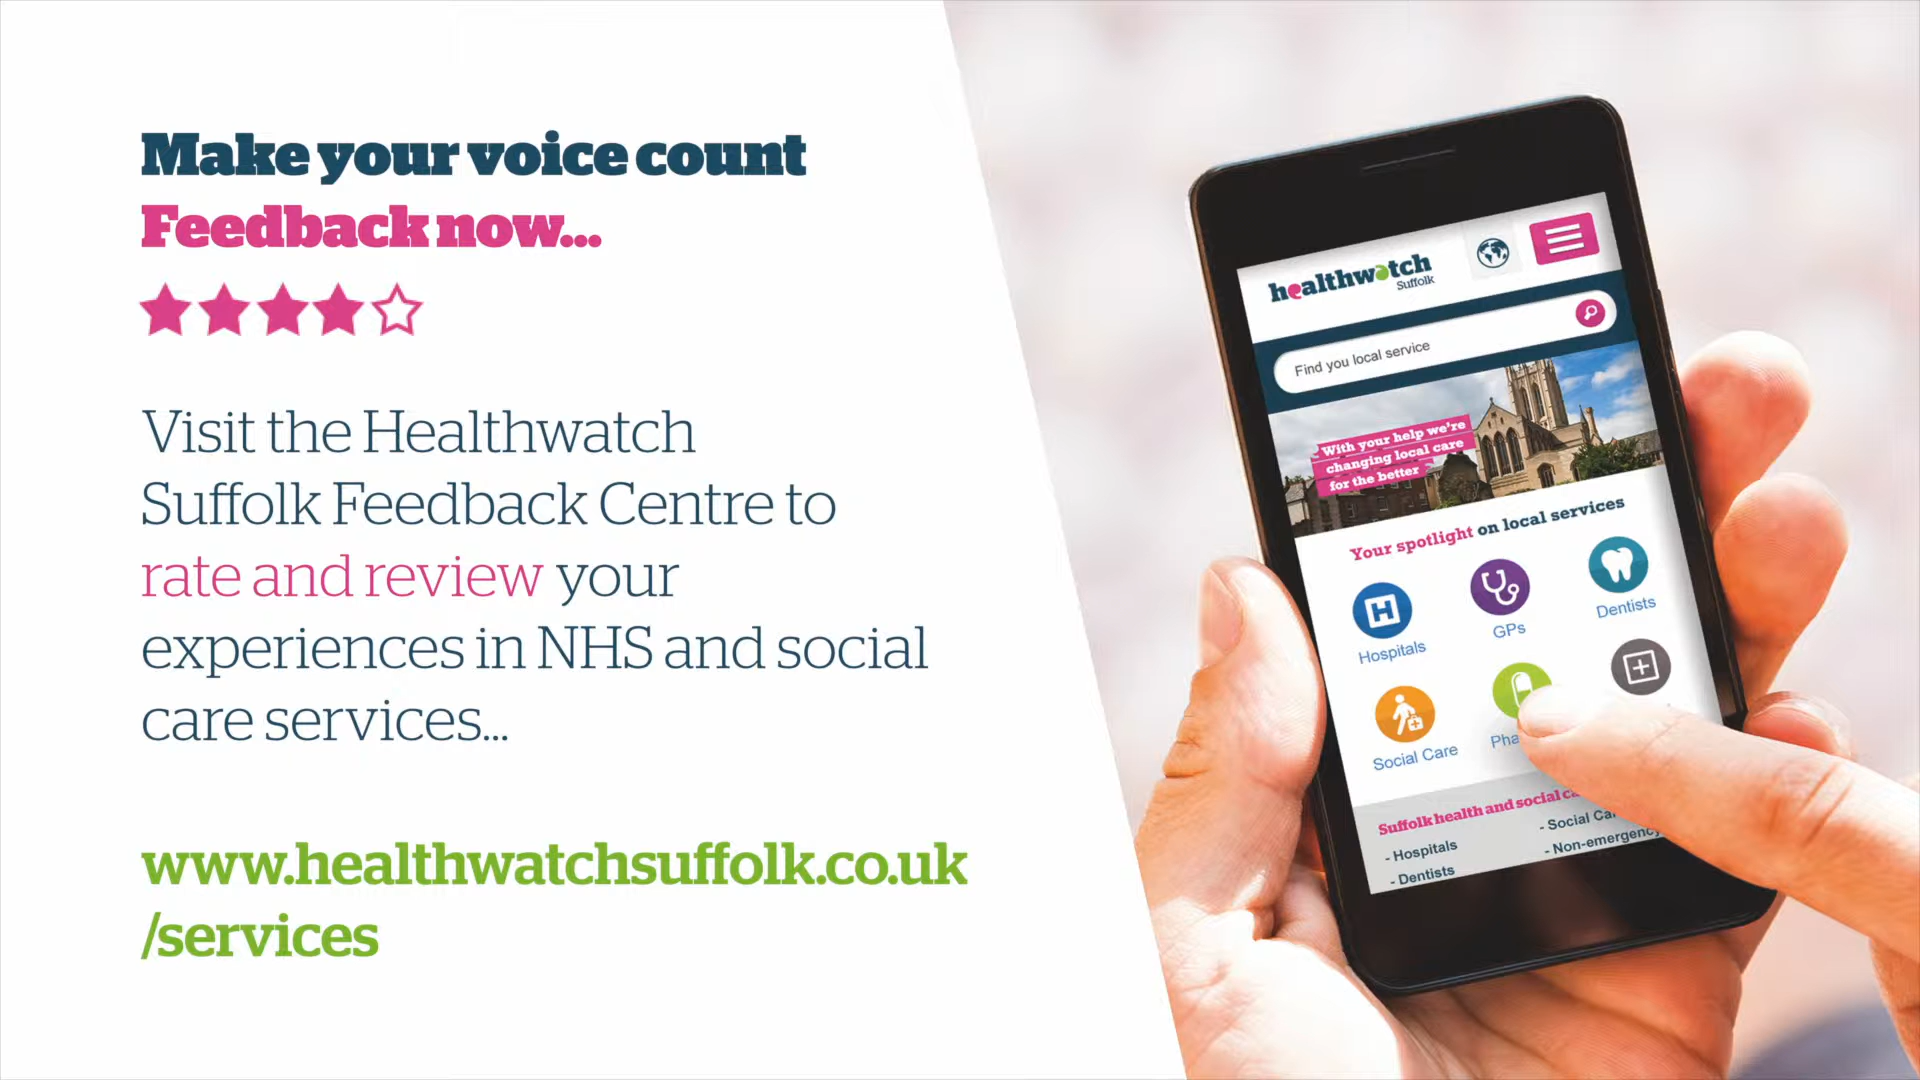 Make your voice count
Feedback now...
Visit the Healthwatch
Suffolk Feedback Centre to
rate and review your
experiences in NHS and social
care services...
www.healthwatchsuffolk.co.uk
/services
healthwatch
Suffolk
Find you local service
With your help we're
changing local care
for the better
Your spotlight on local services
Hospitals
GPs
Dentists
Social Care
Suffolk health and social
- Hospitals
- Dentists
- Social
- Non-emergency